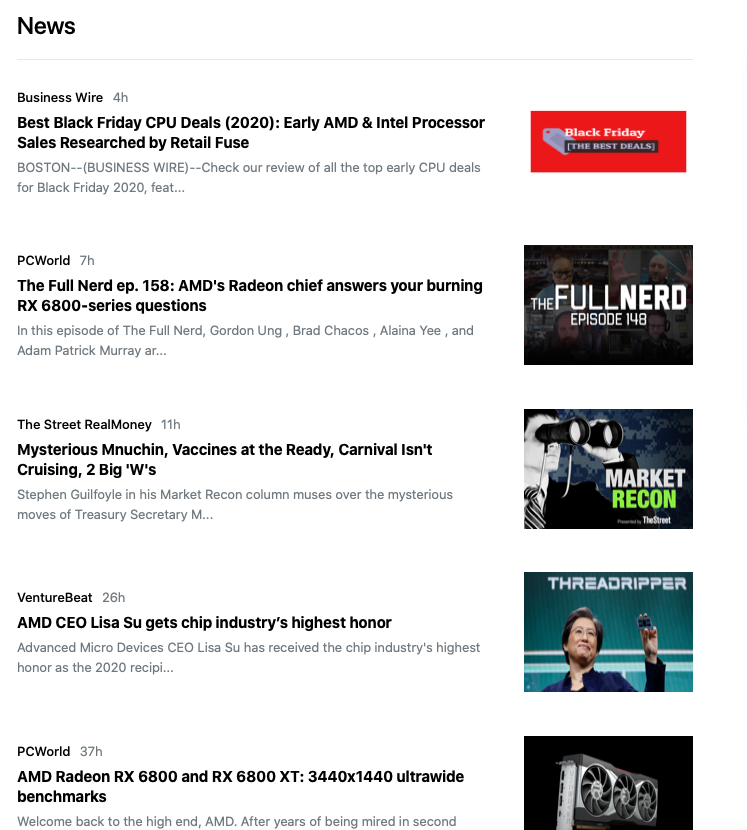 News
Business Wire 4h
Best Black Friday CPU Deals (2020): Early AMD & Intel Processor
Sales Researched by Retail Fuse
BOSTON--(BUSINESS WIRE)--Check our review of all the top early CPU deals
for Black Friday 2020, feat...
Black Friday
[THE BEST DEALS]
PCWorld 7h
The Full Nerd ep. 158: AMD's Radeon chief answers your burning
RX 6800-series questions
In this episode of The Full Nerd, Gordon Ung , Brad Chacos , Alaina Yee , and
Adam Patrick Murray ar...
THE FULL NERD
EPISODE 148
The Street RealMoney 11h
Mysterious Mnuchin, Vaccines at the Ready, Carnival Isn't
Cruising, 2 Big 'W's
Stephen Guilfoyle in his Market Recon column muses over the mysterious
moves of Treasury Secretary M...
MARKET
RECON
Presented by TheStreet
VentureBeat 26h
AMD CEO Lisa Su gets chip industry’s highest honor
Advanced Micro Devices CEO Lisa Su has received the chip industry's highest
honor as the 2020 recipi...
THREADRIPPER
PCWorld 37h
AMD Radeon RX 6800 and RX 6800 XT: 3440x1440 ultrawide
benchmarks
Welcome back to the high end, AMD. After years of being mired in second